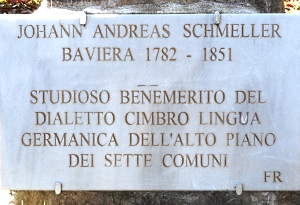 JOHANN ANDREAS SCHMELLER
BAVIERA 1782 - 1851
STUDIOSO BENEMERITO DEL
DIALETTO CIMBRO LINGUA
GERMANICA DELL'ALTO PIANO
DEI SETTE COMUNI
FR